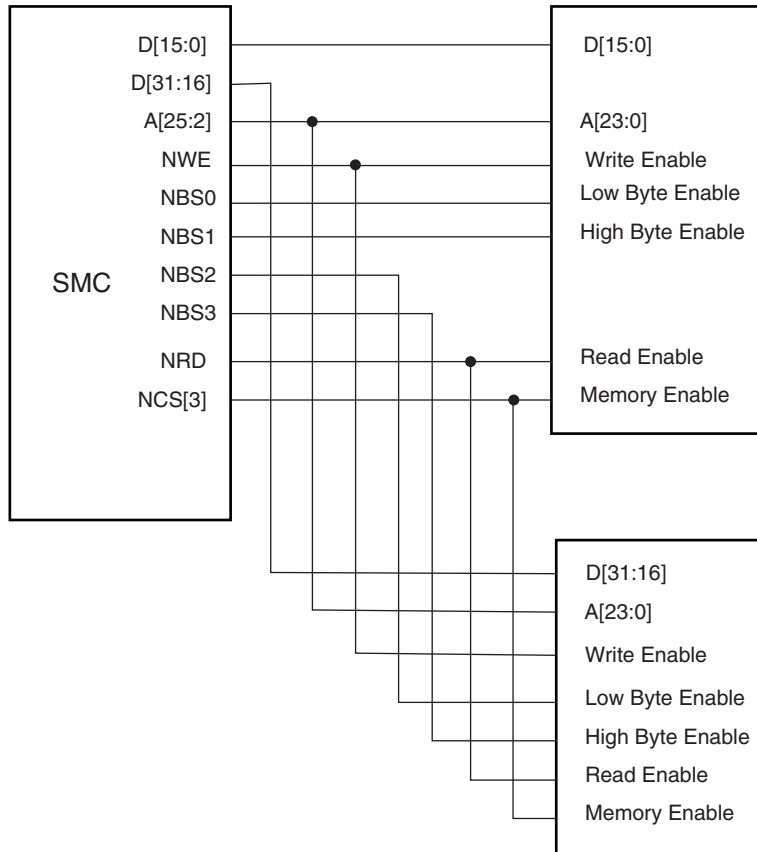 D[15:0]
D[31:16]
A[25:2]
NWE
NBS0
NBS1
NBS2
NBS3
NRD
NCS[3]
SMC
D[15:0]
A[23:0]
Write Enable
Low Byte Enable
High Byte Enable
Read Enable
Memory Enable
D[31:16]
A[23:0]
Write Enable
Low Byte Enable
High Byte Enable
Read Enable
Memory Enable